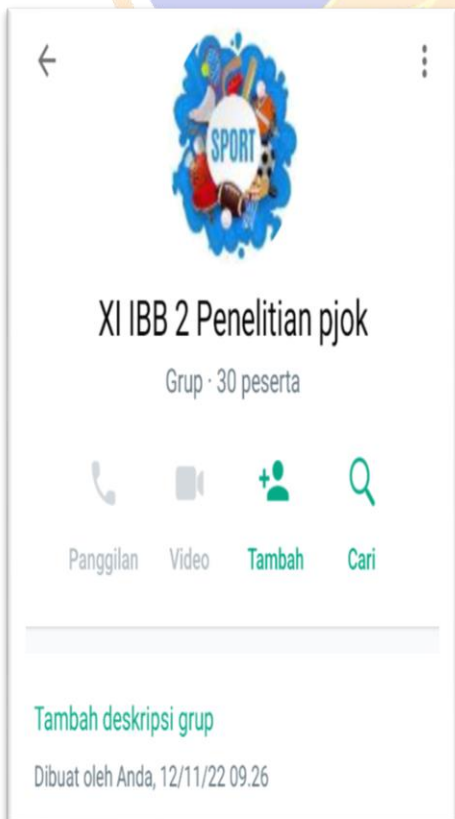 SPORT
XI IBB 2 Penelitian pjok
Grup · 30 peserta
Panggilan Video Tambah Cari
Tambah deskripsi grup
Dibuat oleh Anda, 12/11/22 09.26